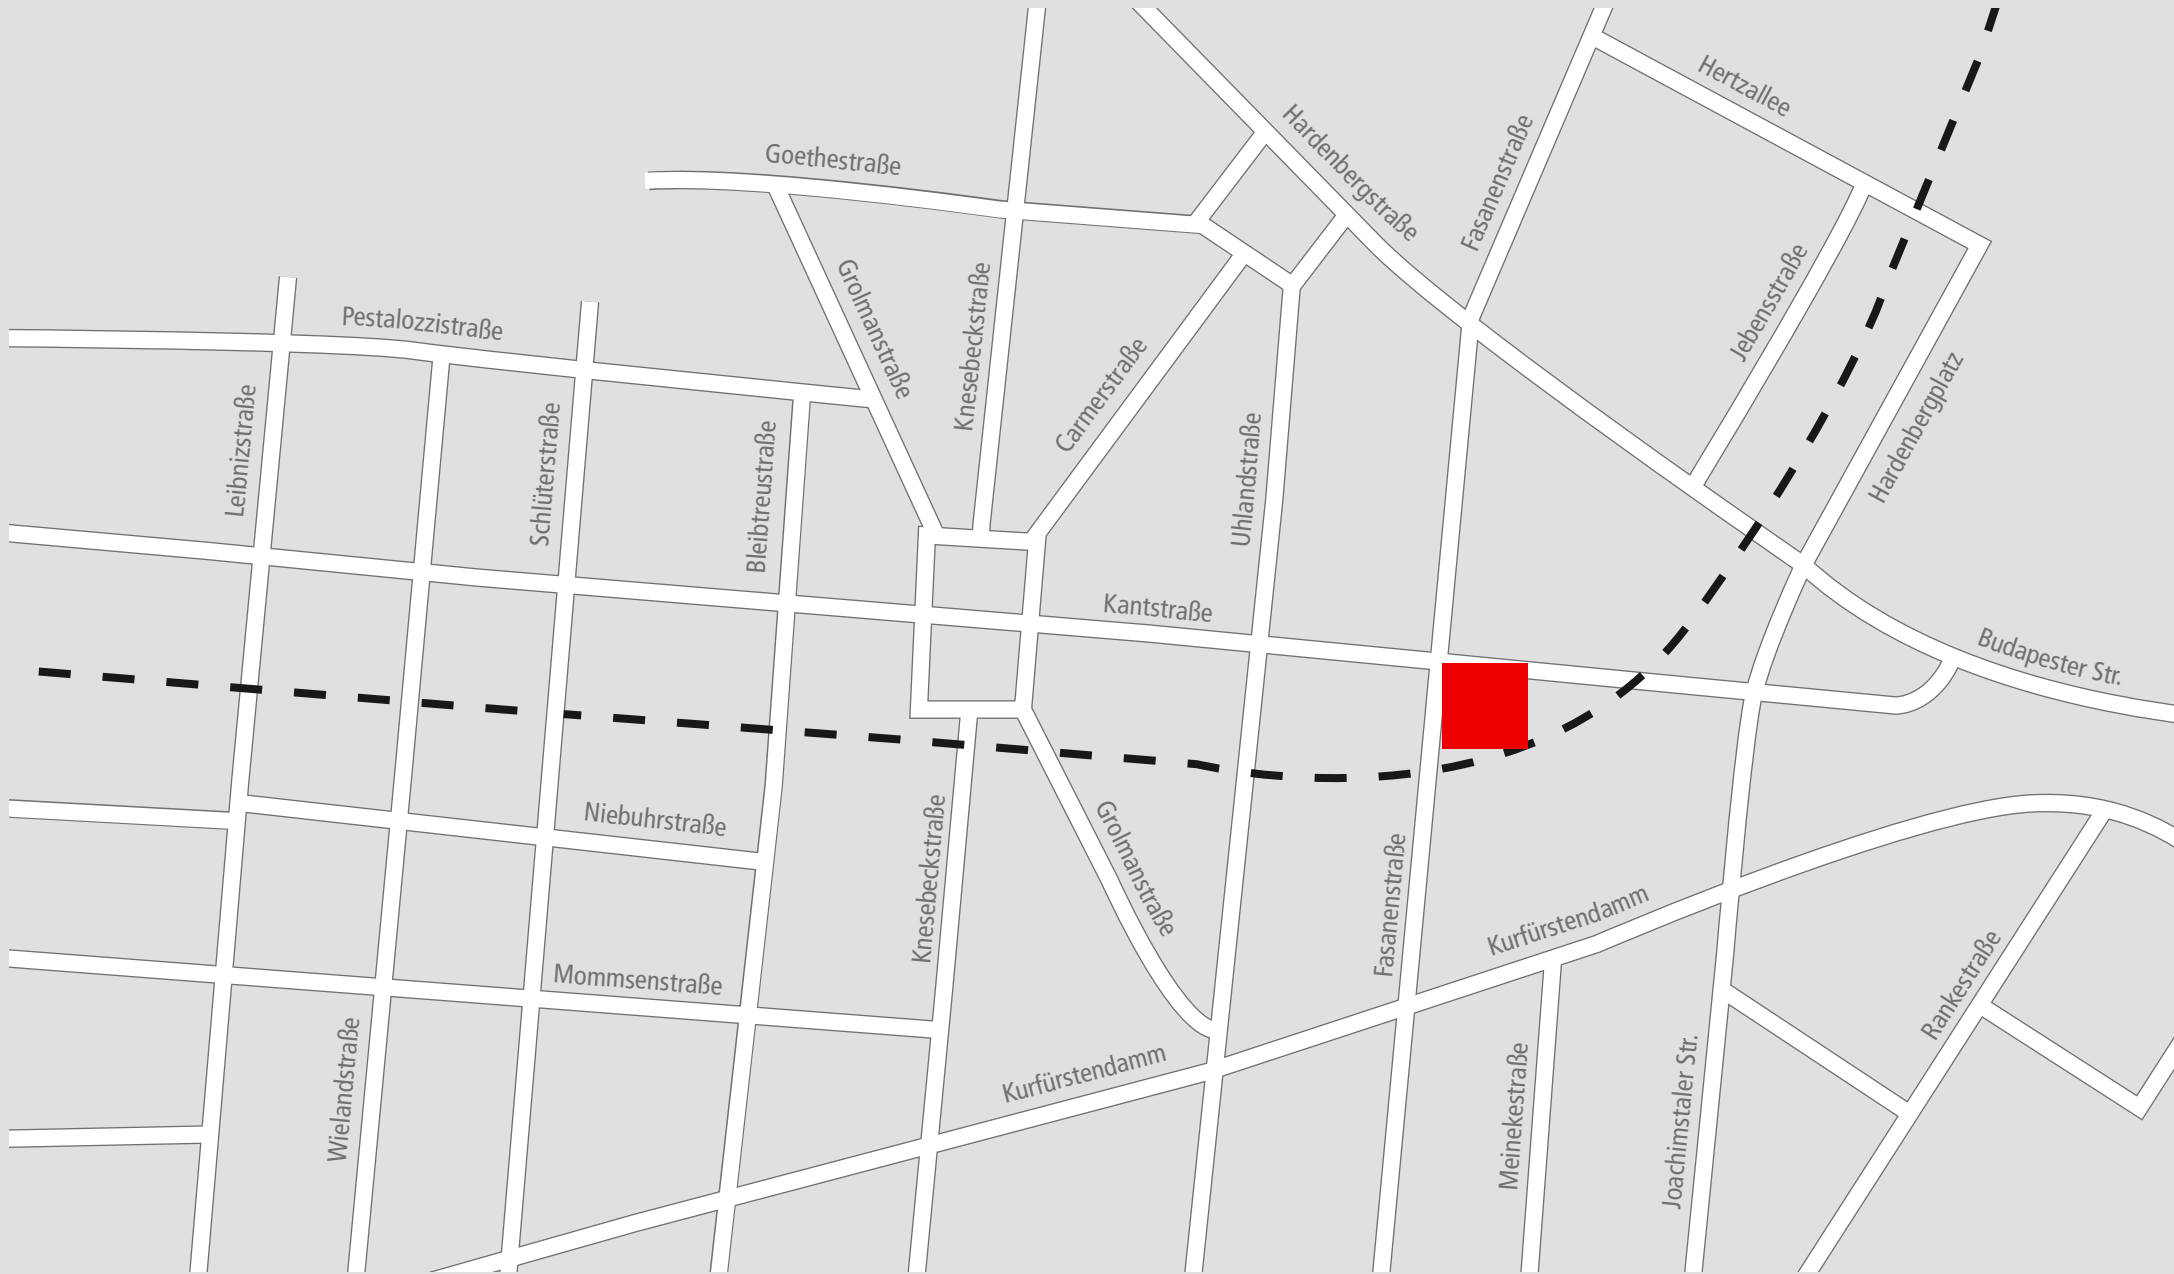 Hertzallee
Hardenbergstraße
Fasanenstraße
Goethestraße
Jebensstraße
Grolmanstraße
Knesebeckstraße
Pestalozzistraße
Carmerstraße
Hardenbergplatz
Leibnizstraße
Schlüterstraße
Bleibtreustraße
Uhlandstraße
Kantstraße
Budapester Str.
Niebuhrstraße
Knesebeckstraße
Grolmanstraße
Fasanenstraße
Kurfürstendamm
Rankestraße
Mommsenstraße
Wielandstraße
Kurfürstendamm
Meinekestraße
Joachimstaler Str.